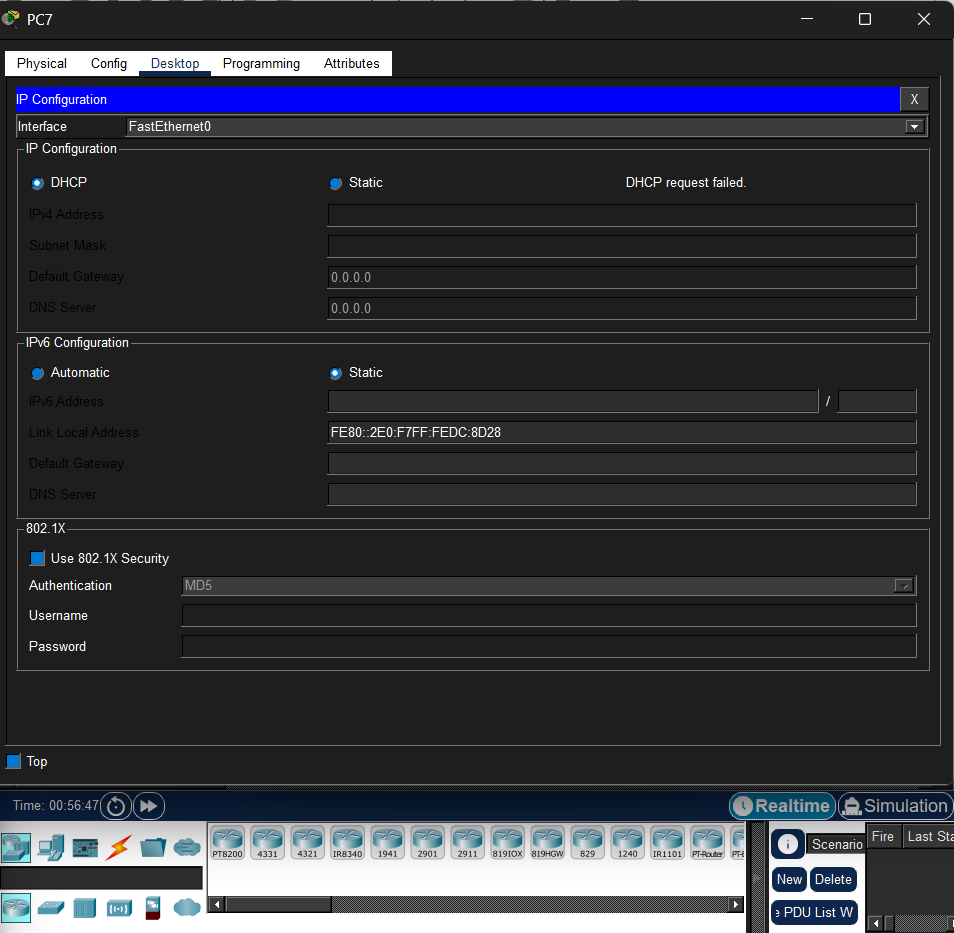 PC7
Physical Config Desktop Programming Attributes
IP Configuration X
Interface FastEthernet0
IP Configuration
DHCP Static DHCP request failed.
IPv4 Address
Subnet Mask
Default Gateway 0.0.0.0
DNS Server 0.0.0.0
IPv6 Configuration
Automatic Static
IPv6 Address /
Link Local Address FE80::2E0:F7FF:FEDC:8D28
Default Gateway
DNS Server
802.1X
Use 802.1X Security
Authentication MD5
Username
Password
Top
Time: 00:56:47 Realtime Simulation
PT8200 4331 4321 IR8340 1941 2901 2911 819IOX 819HGW 829 1240 IR1101 PT-Router PT-E
Scenario Fire Last Sta
New Delete
e PDU List W